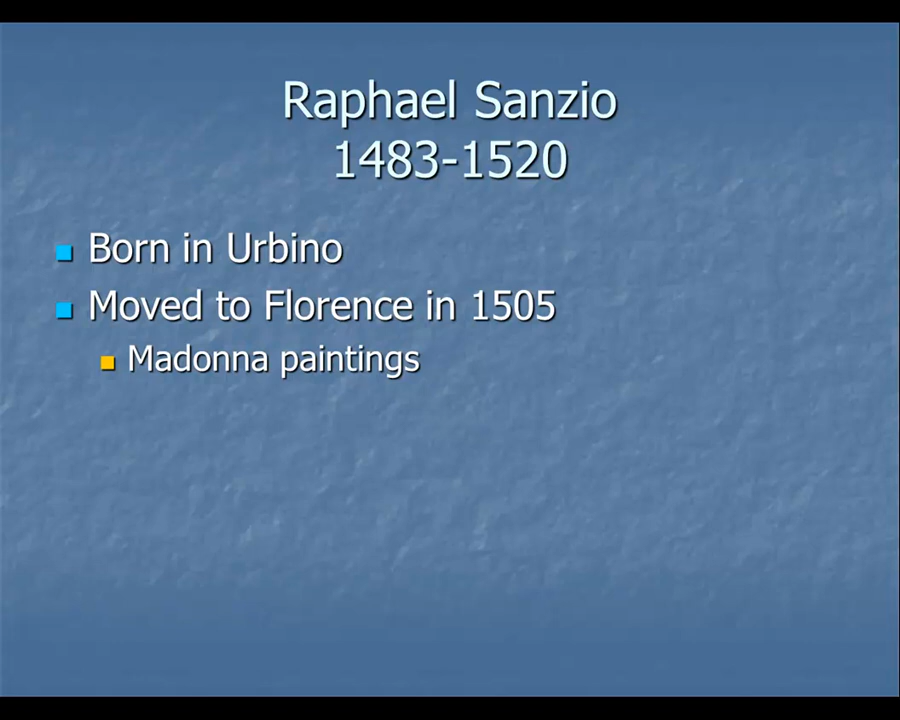 Raphael Sanzio
1483-1520
Born in Urbino
Moved to Florence in 1505
Madonna paintings